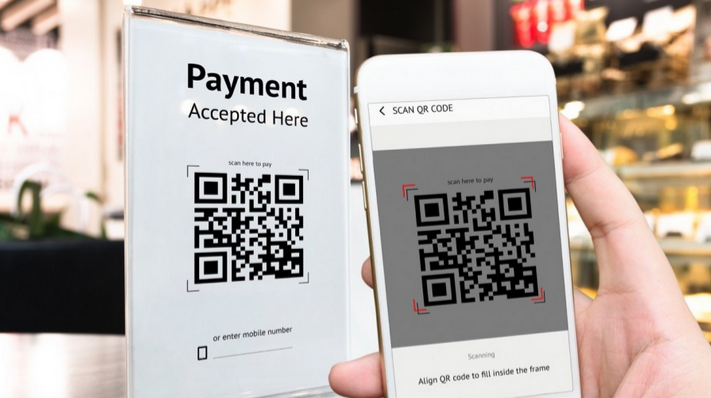 Payment
Accepted Here
scan here to pay
or enter mobile number
SCAN QR CODE
scan here to pay
Scanning
Align QR code to fill inside the frame